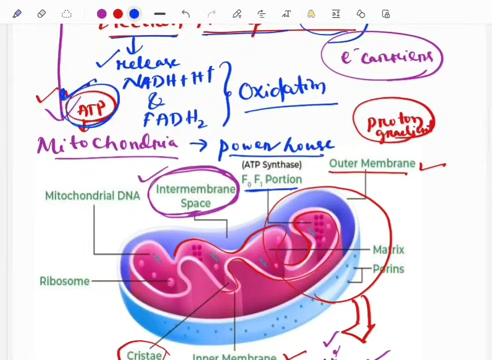 release
e⁻ carriers
NADH+H⁺
&
FADH₂
Oxidation
ATP
proton
gradient
Mitochondria → power house
(ATP Synthase)
F₀ F₁ Portion
Outer Membrane
Mitochondrial DNA
Intermembrane
Space
Matrix
Porins
Ribosome
Cristae
Inner Membrane